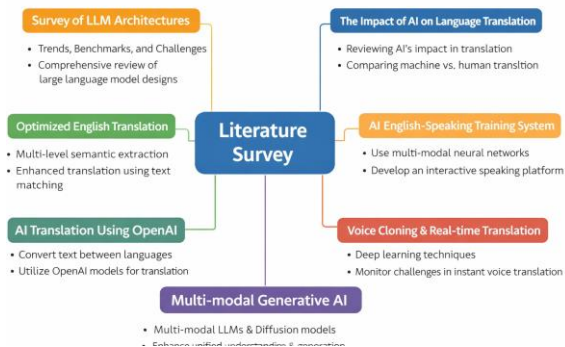 Survey of LLM Architectures
• Trends, Benchmarks, and Challenges
• Comprehensive review of
large language model designs
The Impact of AI on Language Translation
• Reviewing AI's impact in translation
• Comparing machine vs. human transltion
Optimized English Translation
• Multi-level semantic extraction
• Enhanced translation using text
matching
Literature
Survey
AI English-Speaking Training System
• Use multi-modal neural networks
• Develop an interactive speaking platform
AI Translation Using OpenAI
• Convert text between languages
• Utilize OpenAI models for translation
Voice Cloning & Real-time Translation
• Deep learning techniques
• Monitor challenges in instant voice translation
Multi-modal Generative AI
• Multi-modal LLMs & Diffusion models
• Enhance unified & generation